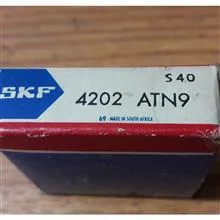 S40
SKF
4202 ATN9
69 : MADE IN SOUTH AFRICA